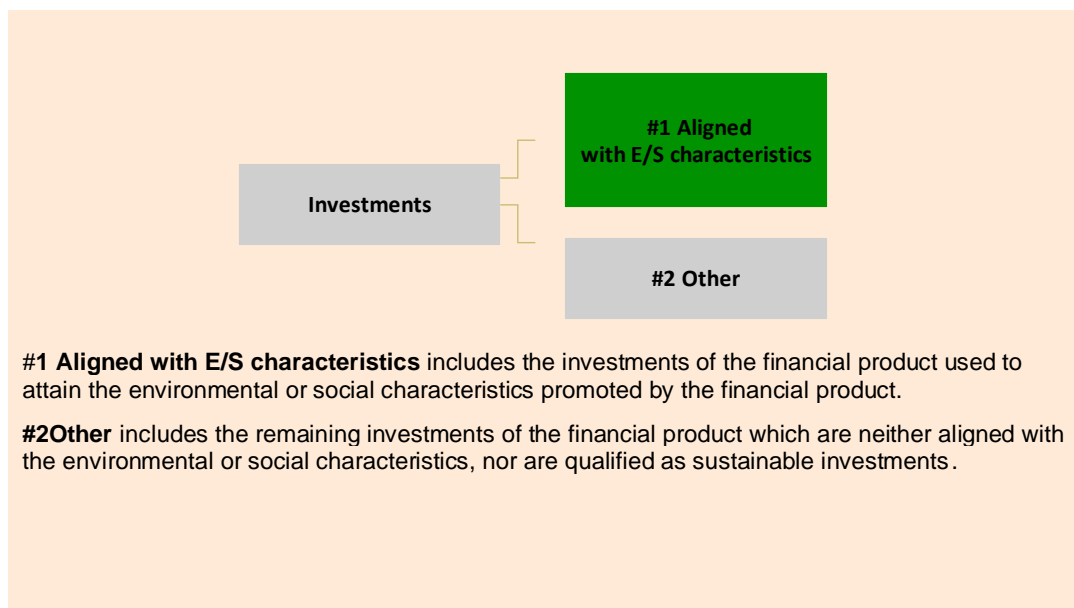 #1 Aligned
with E/S characteristics
Investments
#2 Other
#1 Aligned with E/S characteristics includes the investments of the financial product used to
attain the environmental or social characteristics promoted by the financial product.
#2Other includes the remaining investments of the financial product which are neither aligned with
the environmental or social characteristics, nor are qualified as sustainable investments.